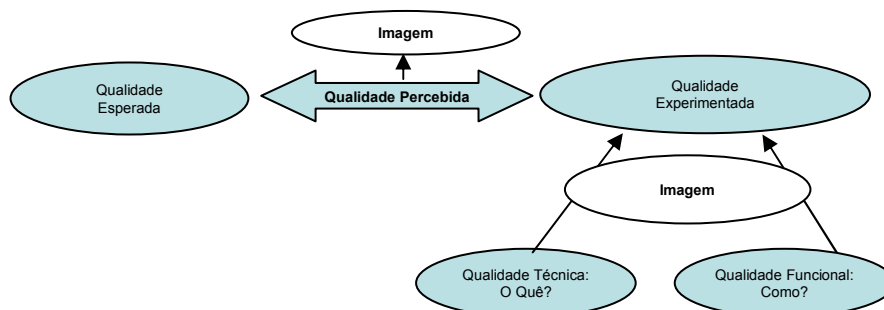 Imagem
Qualidade
Esperada
Qualidade Percebida
Qualidade
Experimentada
Imagem
Qualidade Técnica:
O Quê?
Qualidade Funcional:
Como?